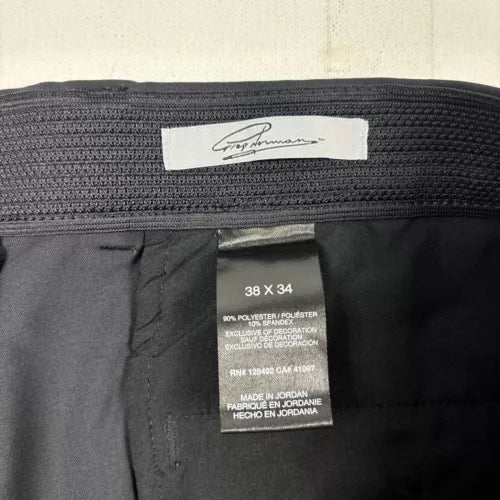 Greg Norman
38 X 34
90% POLYESTER / POLIÉSTER
10% SPANDEX
EXCLUSIVE OF DECORATION
SAUF DÉCORATION
EXCLUSIVO DE DECORACIÓN
RN# 128492 CA# 41097
MADE IN JORDAN
FABRIQUÉ EN JORDANIE
HECHO EN JORDANIA